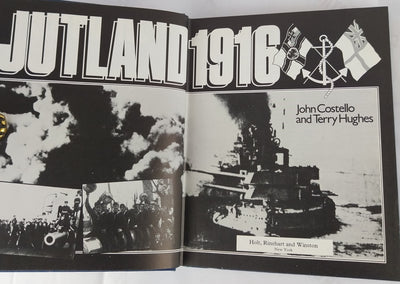 JUTLAND 1916
John Costello
and Terry Hughes
Holt, Rinehart and Winston
New York